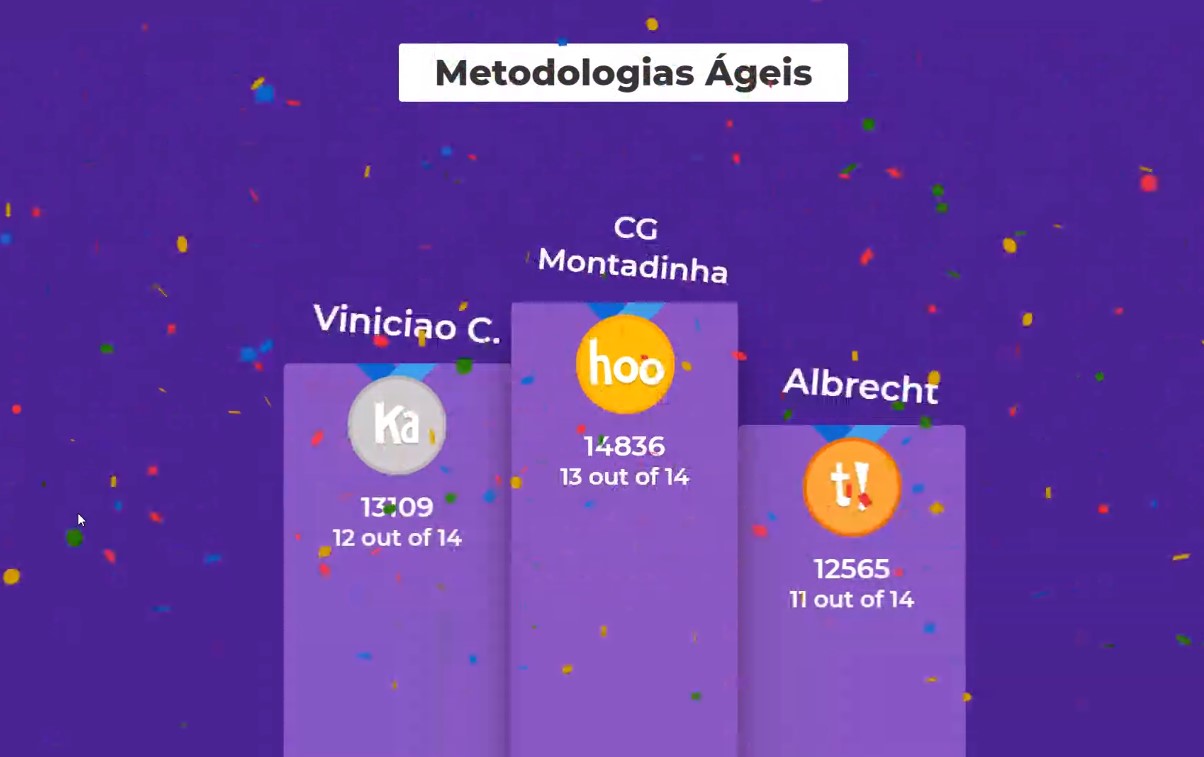 Metodologias Ágeis
CG
Montadinha
Viniciao C.
Albrecht
hoo
Ka
t!
14836
13 out of 14
13109
12 out of 14
12565
11 out of 14